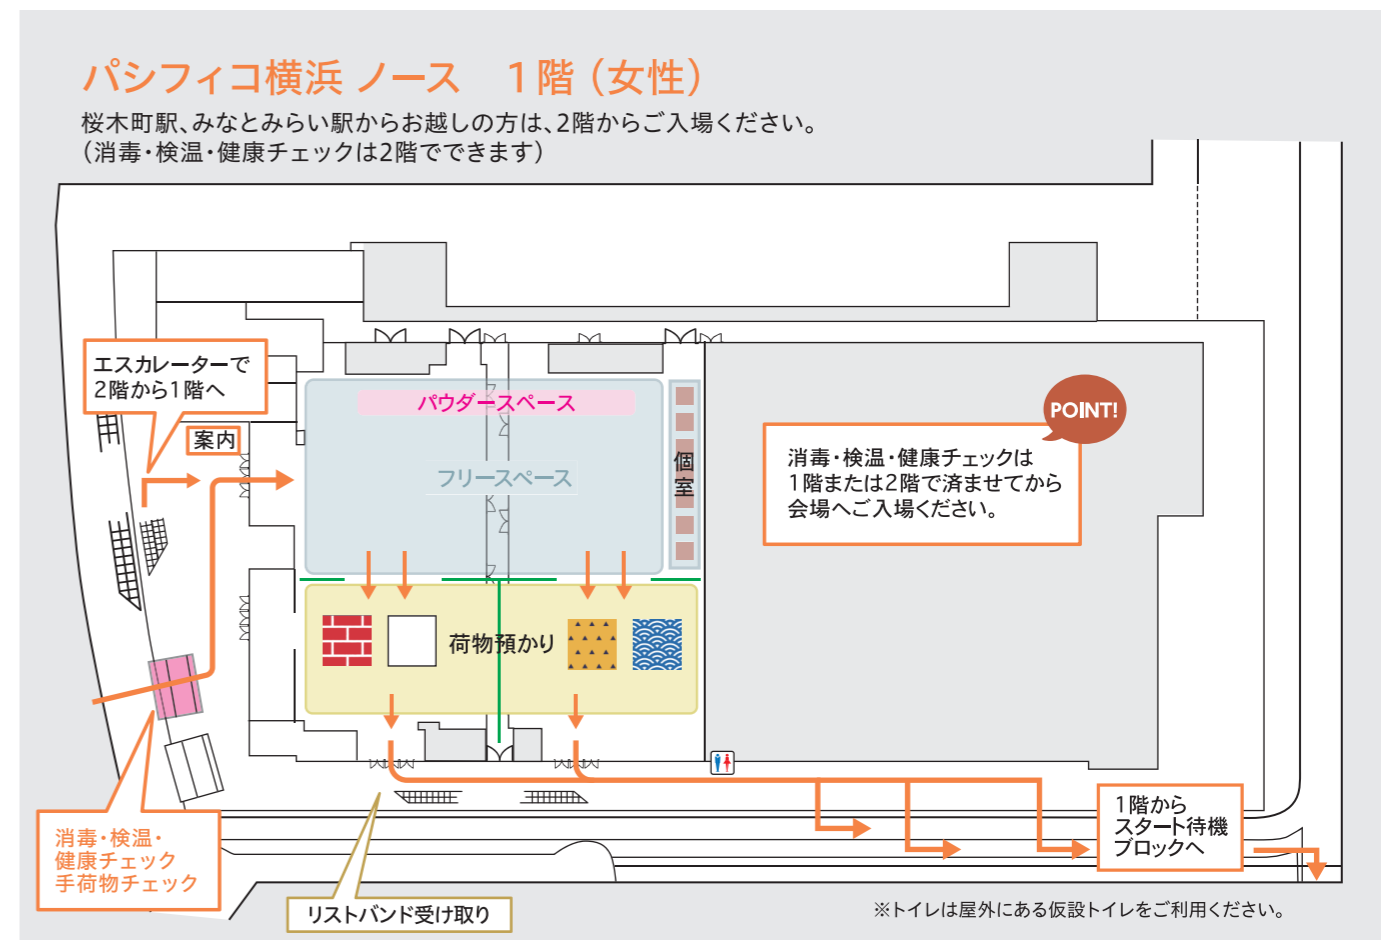 パシフィコ横浜 ノース　1階（女性）
桜木町駅、みなとみらい駅からお越しの方は、2階からご入場ください。
（消毒・検温・健康チェックは2階でできます）
エスカレーターで
2階から1階へ
案内
パウダースペース
フリースペース
個
室
POINT!
消毒・検温・健康チェックは
1階または2階で済ませてから
会場へご入場ください。
荷物預かり
1階から
スタート待機
ブロックへ
消毒・検温・
健康チェック
手荷物チェック
リストバンド受け取り
※トイレは屋外にある仮設トイレをご利用ください。